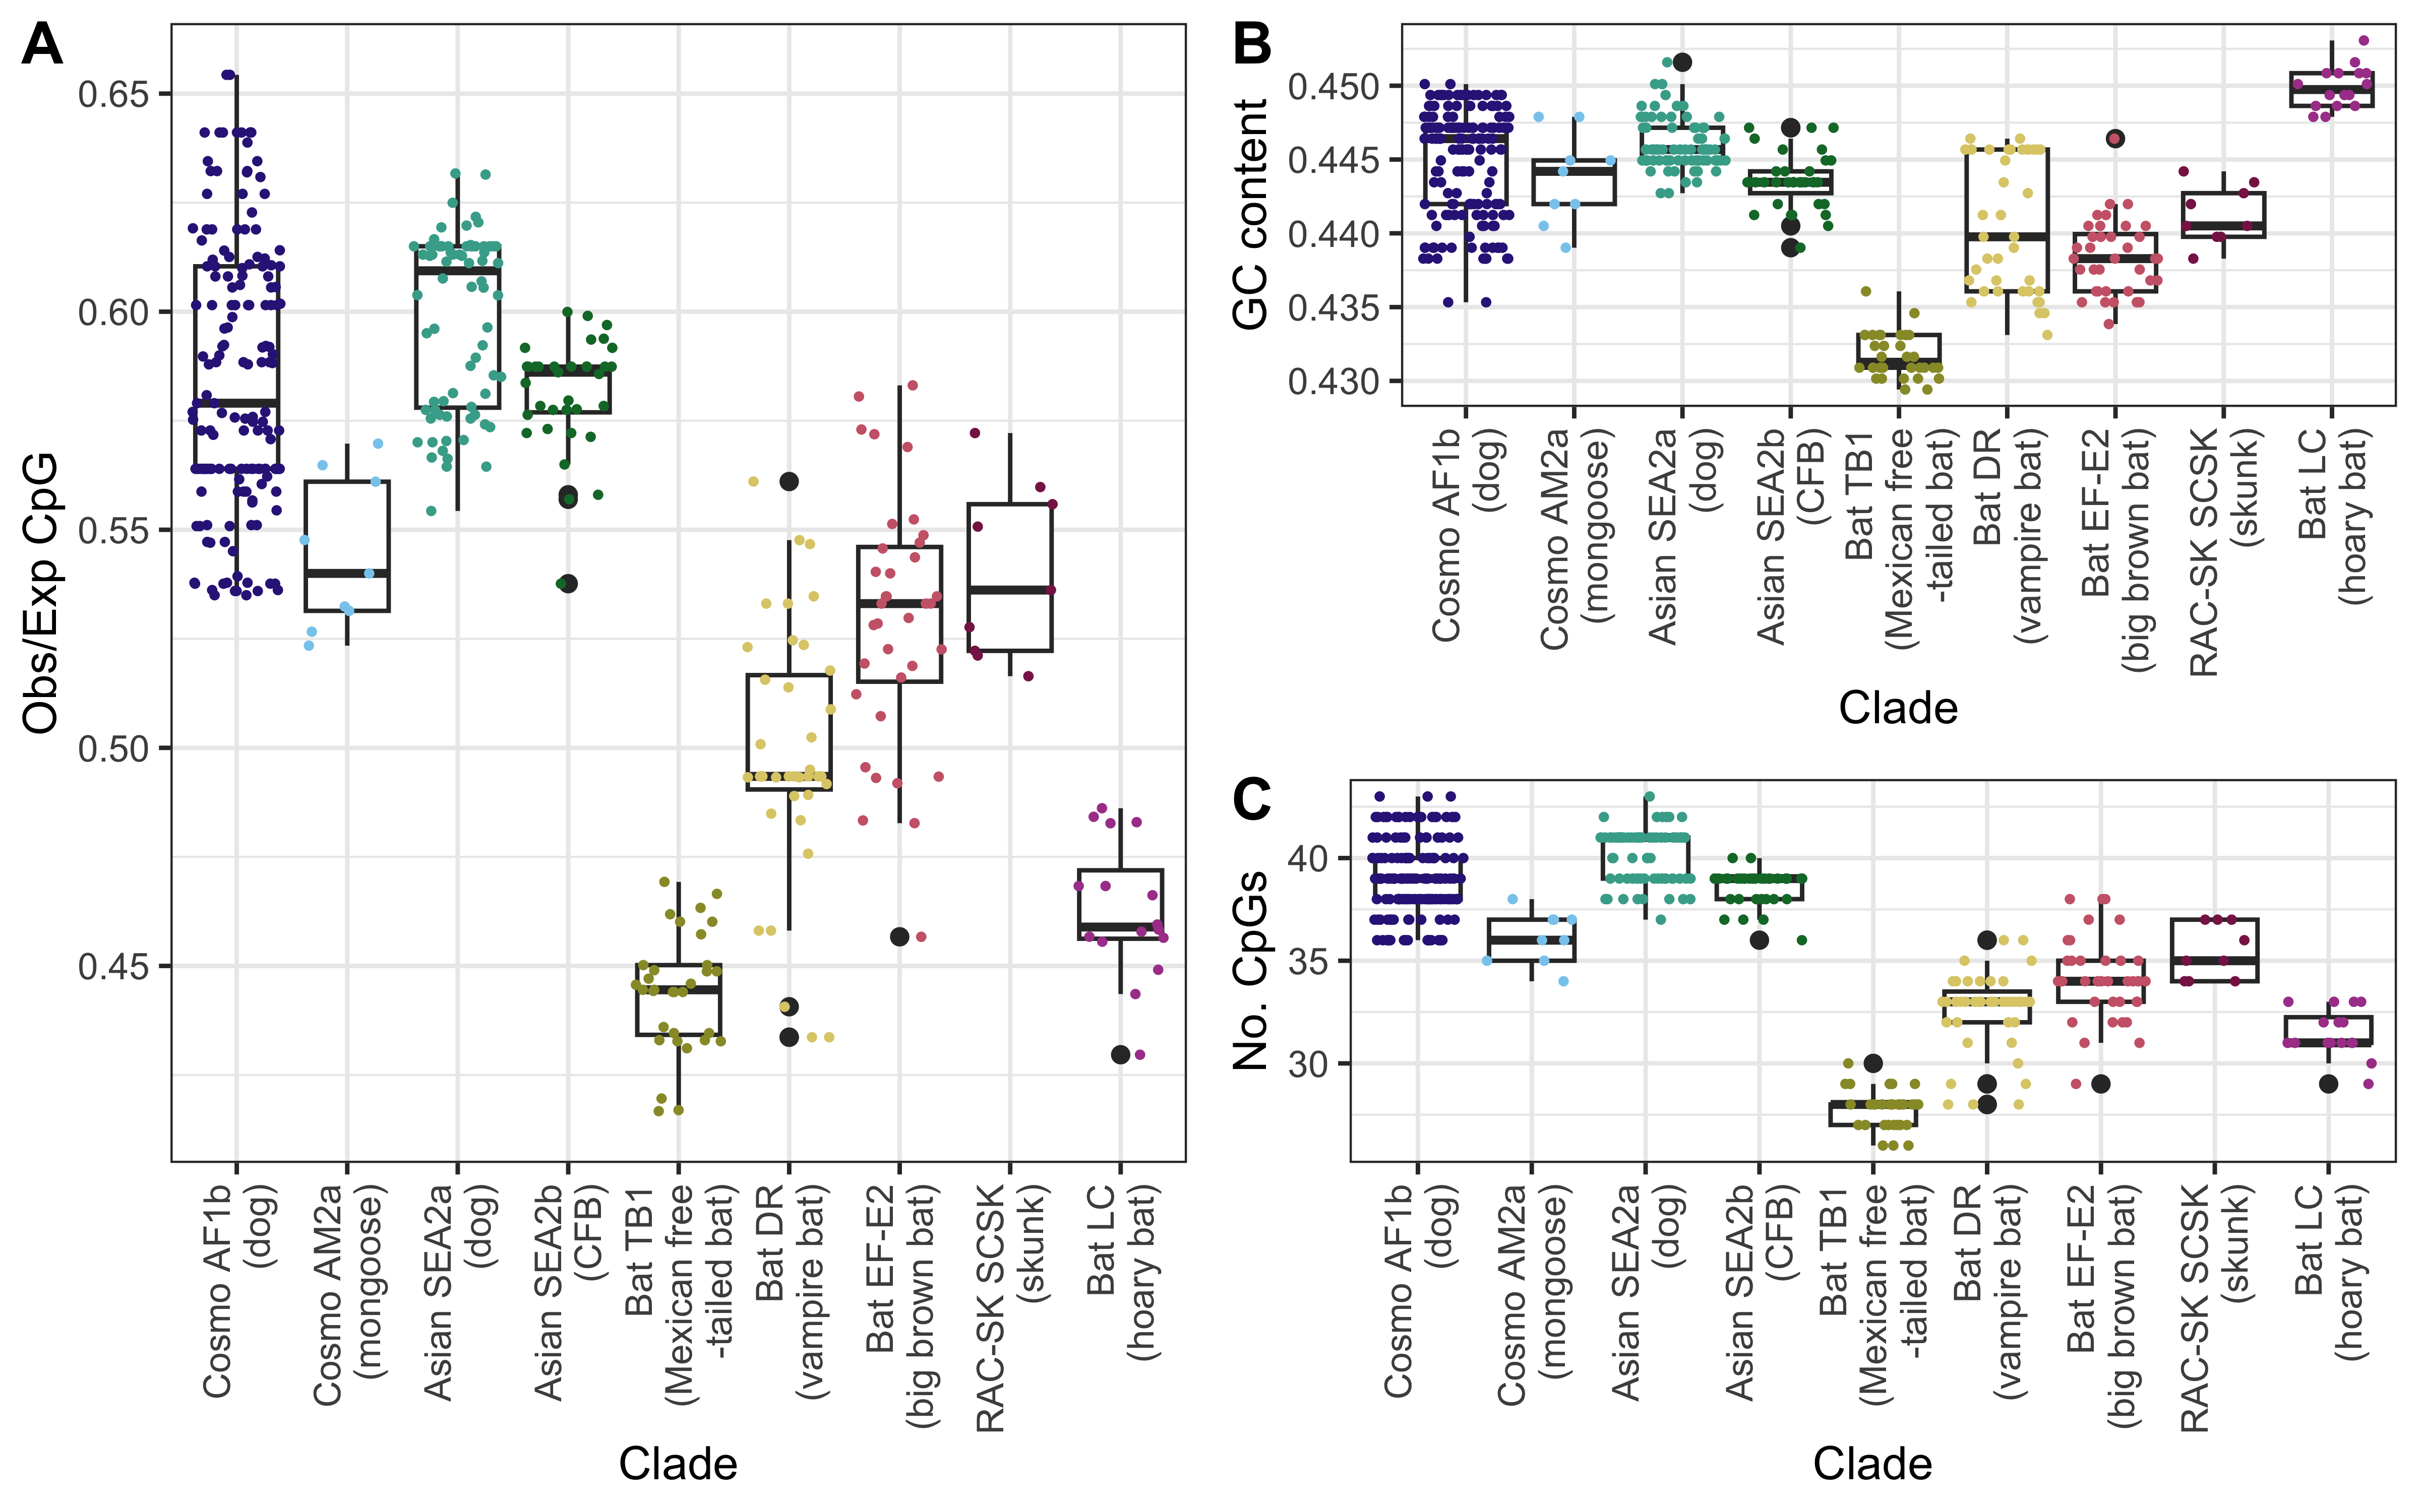 A
Obs/Exp CpG
0.65
0.60
0.55
0.50
0.45
Cosmo AF1b
(dog)
Cosmo AM2a
(mongoose)
Asian SEA2a
(dog)
Asian SEA2b
(CFB)
Bat TB1
(Mexican free
-tailed bat)
Bat DR
(vampire bat)
Bat EF-E2
(big brown bat)
RAC-SK SCSK
(skunk)
Bat LC
(hoary bat)
Clade
B
GC content
0.450
0.445
0.440
0.435
0.430
Cosmo AF1b
(dog)
Cosmo AM2a
(mongoose)
Asian SEA2a
(dog)
Asian SEA2b
(CFB)
Bat TB1
(Mexican free
-tailed bat)
Bat DR
(vampire bat)
Bat EF-E2
(big brown bat)
RAC-SK SCSK
(skunk)
Bat LC
(hoary bat)
Clade
C
No. CpGs
40
35
30
Cosmo AF1b
(dog)
Cosmo AM2a
(mongoose)
Asian SEA2a
(dog)
Asian SEA2b
(CFB)
Bat TB1
(Mexican free
-tailed bat)
Bat DR
(vampire bat)
Bat EF-E2
(big brown bat)
RAC-SK SCSK
(skunk)
Bat LC
(hoary bat)
Clade